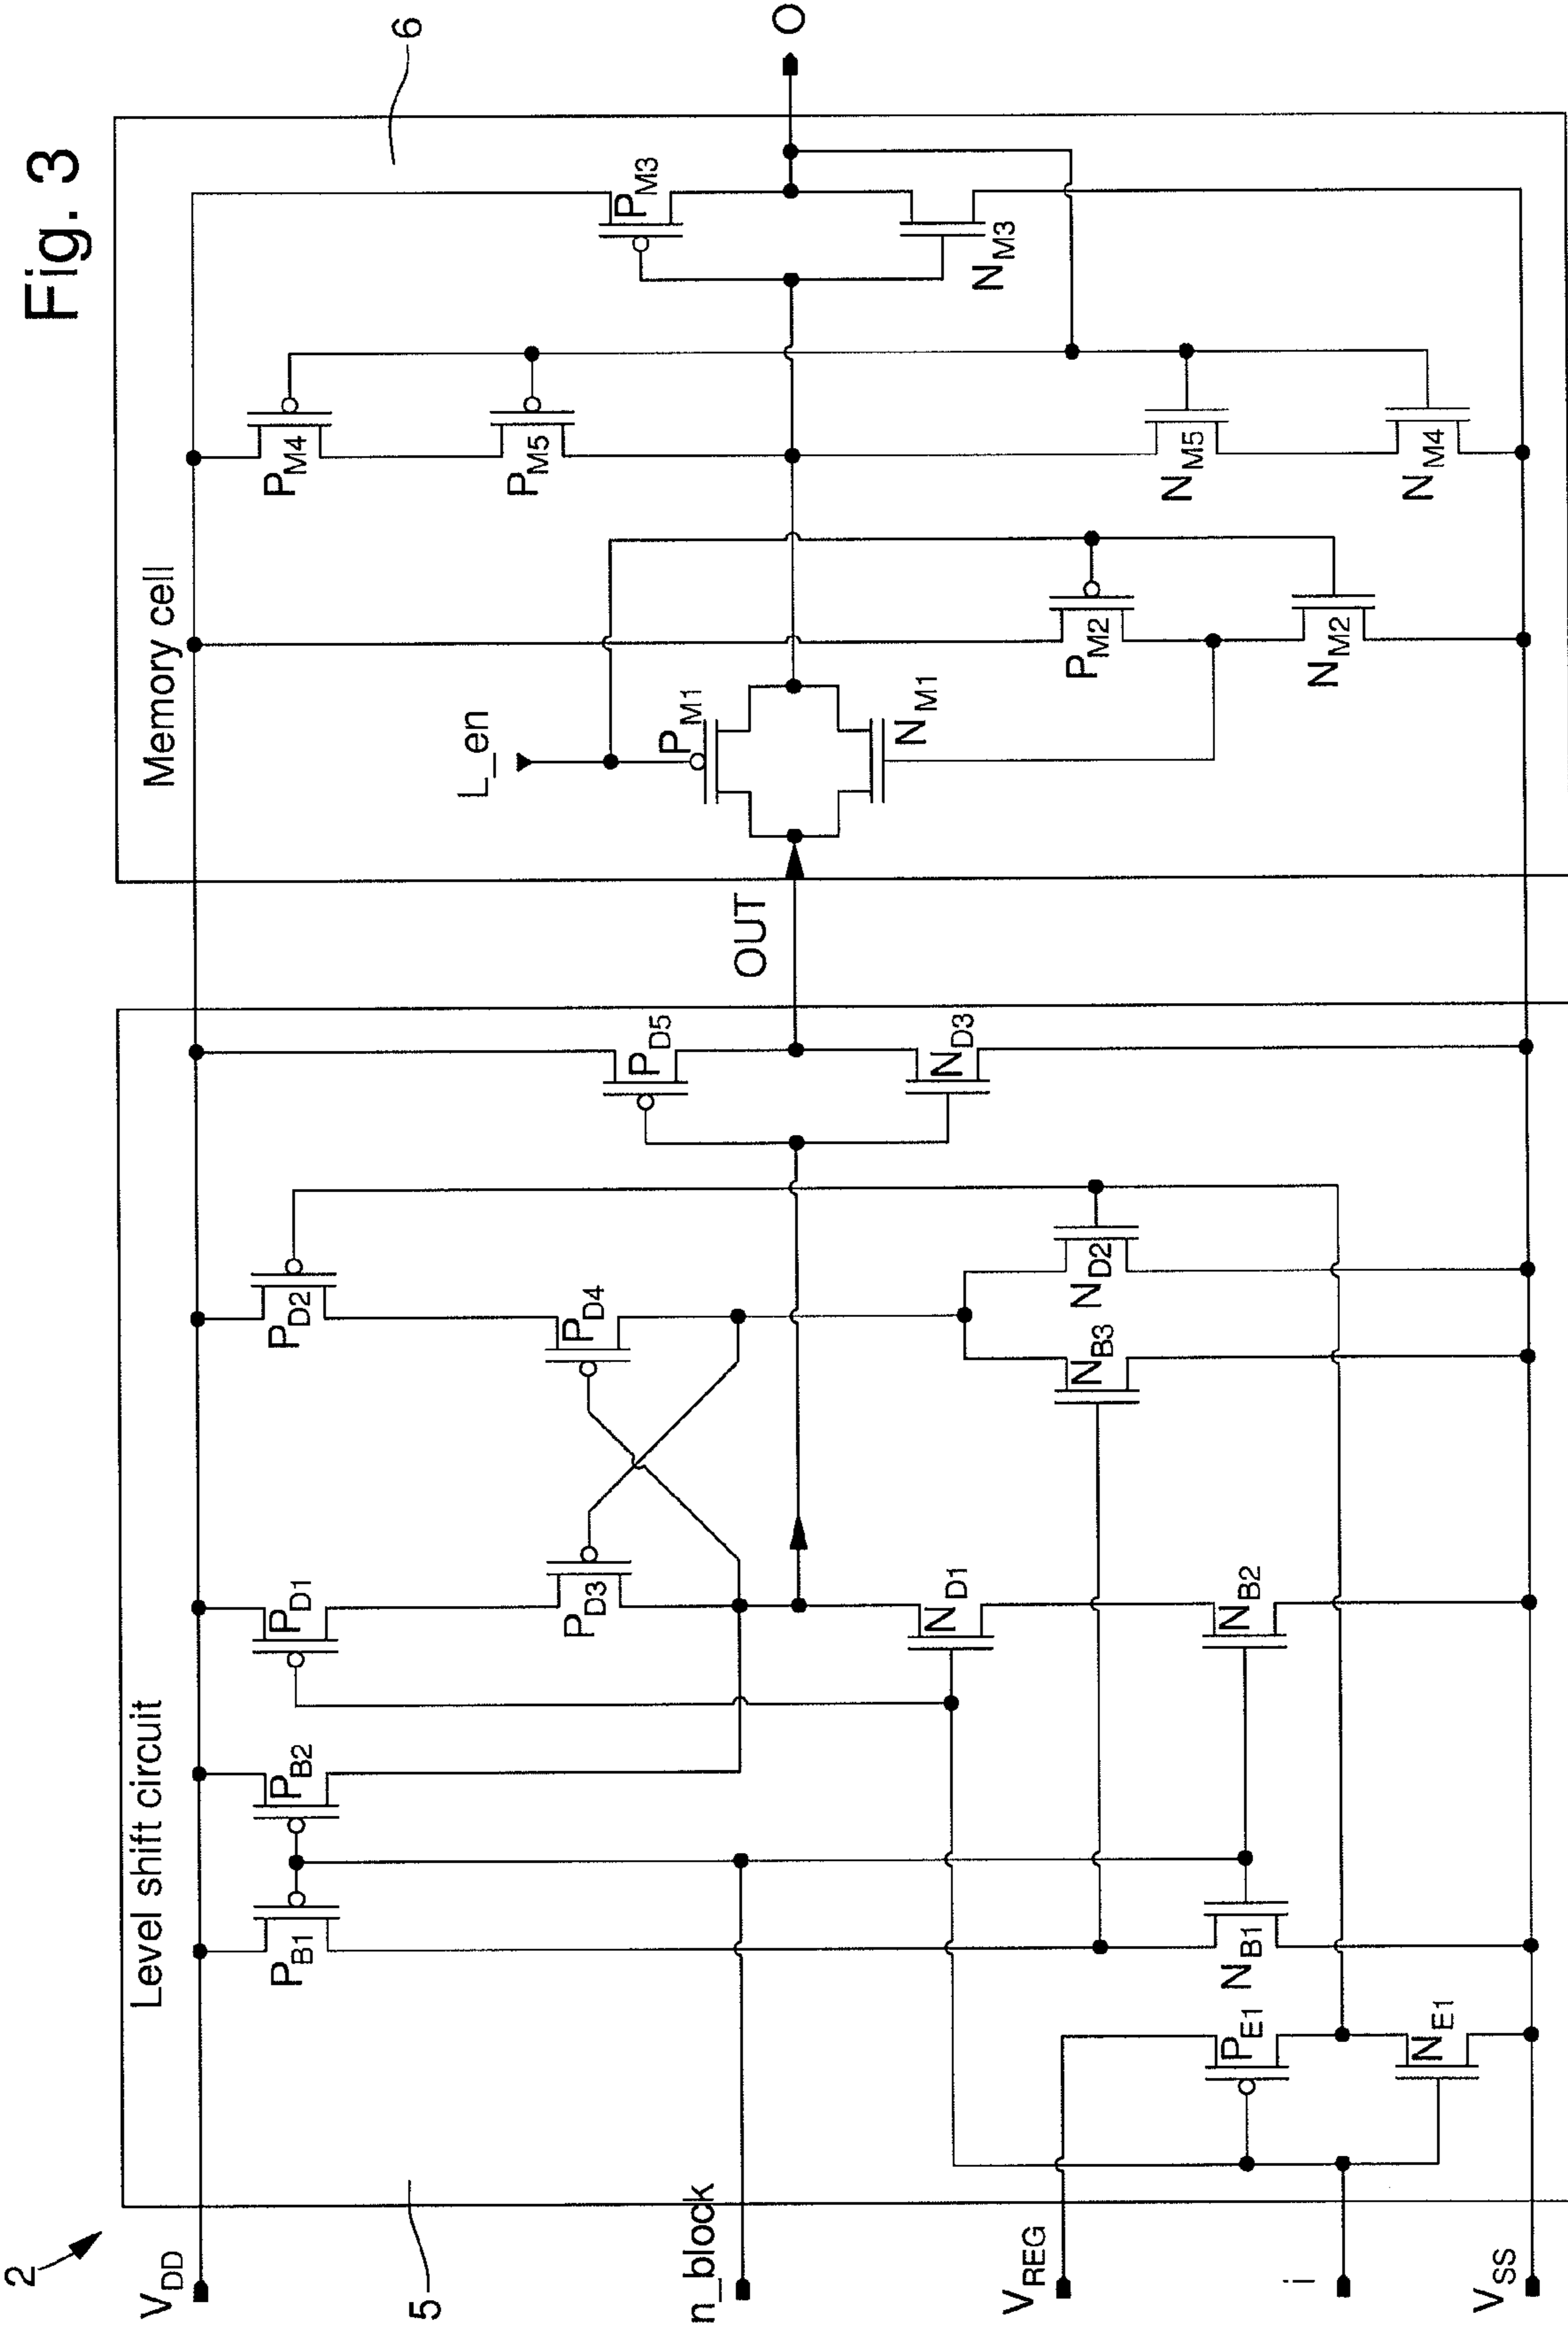 Fig. 3
2
Level shift circuit
Memory cell
5
6
V_DD
n_block
V_REG
i
V_SS
P_B1
P_B2
P_D1
P_D2
P_D3
P_D4
P_D5
N_D1
N_D2
N_D3
N_B1
N_B2
N_B3
P_E1
N_E1
OUT
L_en
P_M1
N_M1
P_M2
N_M2
P_M4
P_M5
N_M5
N_M4
P_M3
N_M3
O